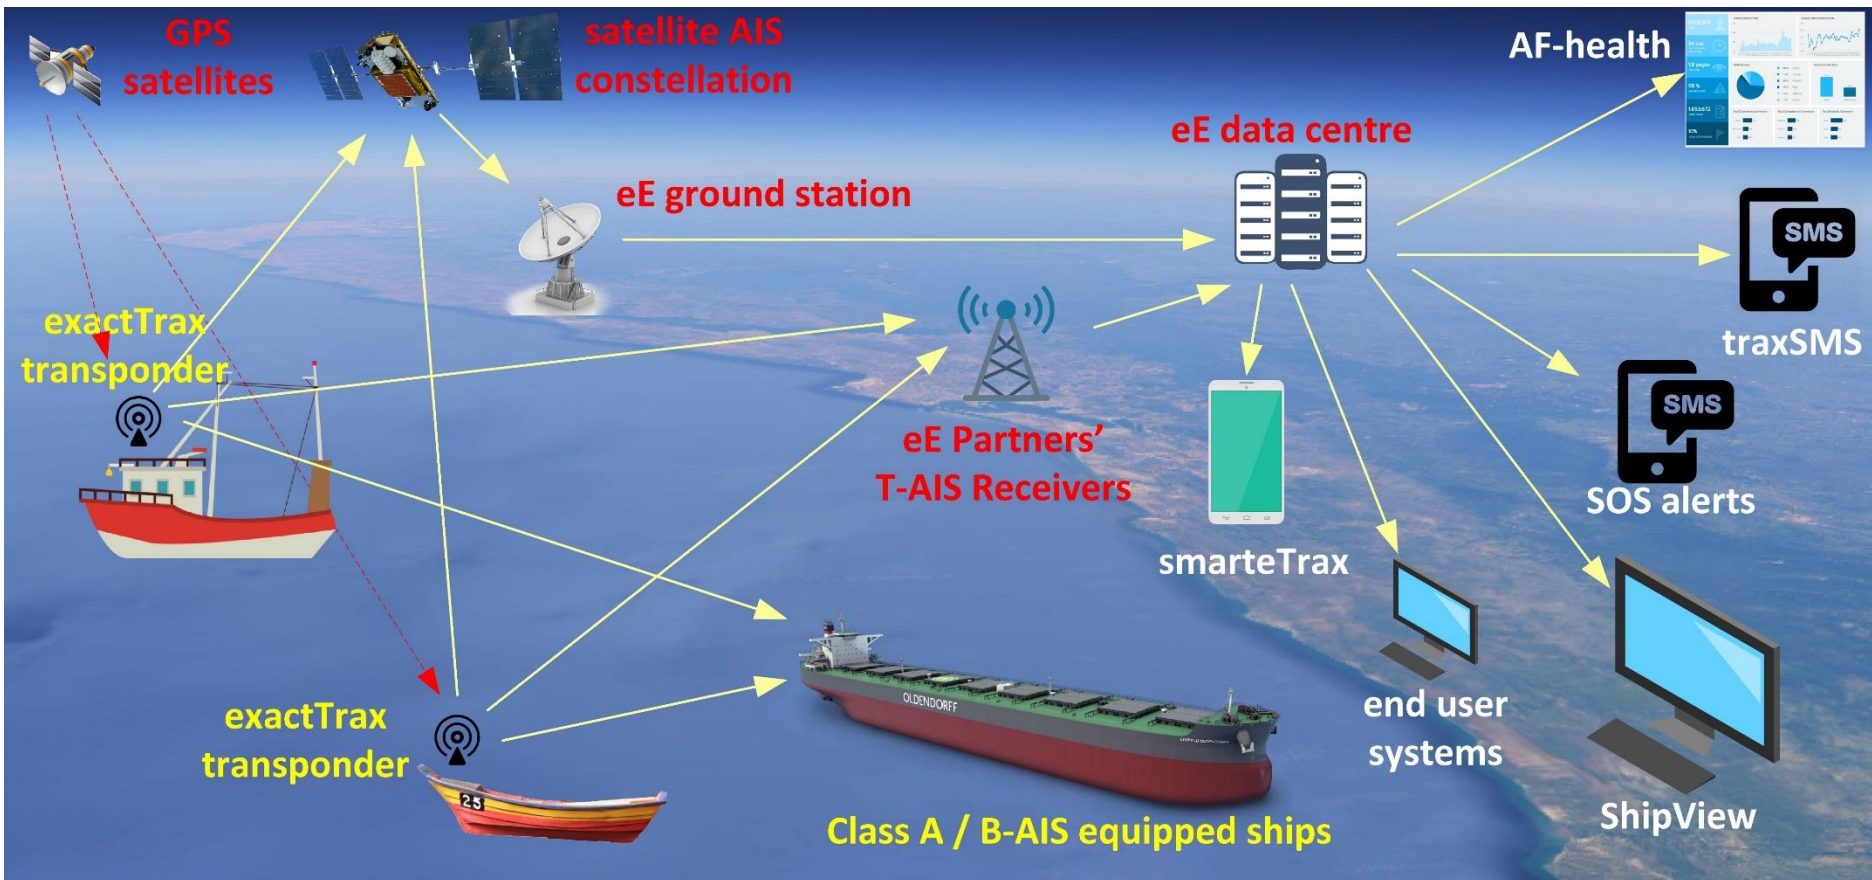 GPS
satellites
satellite AIS
constellation
AF-health
eE data centre
eE ground station
SMS
traxSMS
exactTrax
transponder
SMS
SOS alerts
eE Partners'
T-AIS Receivers
smarteTrax
OLDENDORFF
end user
systems
ShipView
exactTrax
transponder
25
Class A / B-AIS equipped ships